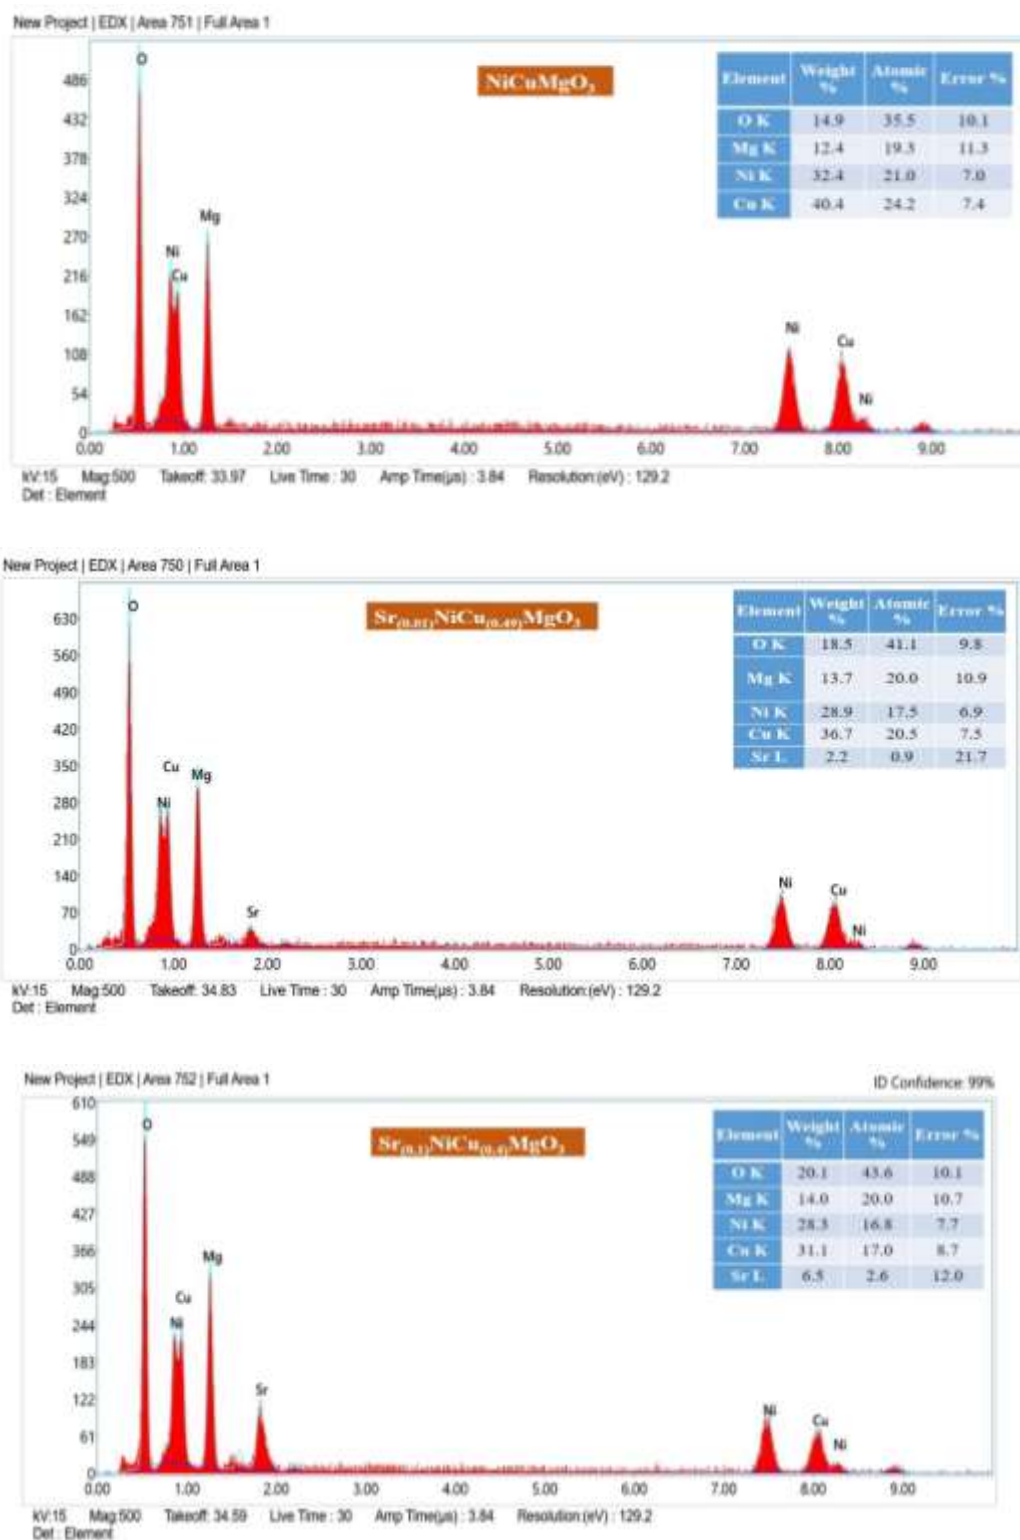 New Project | EDX | Area 751 | Full Area 1
O
486
NiCuMgO₃
Element Weight % Atomic % Error %
O K 14.9 35.5 10.1
Mg K 12.4 19.3 11.3
Ni K 32.4 21.0 7.0
Cu K 40.4 24.2 7.4
432
378
324
270
Mg
Ni
216
Cu
162
Ni
Cu
108
Ni
54
0
0.00 1.00 2.00 3.00 4.00 5.00 6.00 7.00 8.00 9.00
kV:15 Mag:500 Takeoff: 33.97 Live Time : 30 Amp Time(µs) : 3.84 Resolution:(eV) : 129.2
Det : Element
New Project | EDX | Area 750 | Full Area 1
O
630
Sr(0.01)NiCu(0.49)MgO₃
Element Weight % Atomic % Error %
O K 18.5 41.1 9.8
Mg K 13.7 20.0 10.9
Ni K 28.9 17.5 6.9
Cu K 36.7 20.5 7.5
Sr L 2.2 0.9 21.7
560
490
420
350
Cu
Mg
280
Ni
210
140
Sr
Ni
Cu
70
Ni
0
0.00 1.00 2.00 3.00 4.00 5.00 6.00 7.00 8.00 9.00
kV:15 Mag:500 Takeoff: 34.83 Live Time : 30 Amp Time(µs) : 3.84 Resolution:(eV) : 129.2
Det : Element
New Project | EDX | Area 752 | Full Area 1
ID Confidence: 99%
610
O
549
Sr(0.1)NiCu(0.4)MgO₃
Element Weight % Atomic % Error %
O K 20.1 43.6 10.1
Mg K 14.0 20.0 10.7
Ni K 28.3 16.8 7.7
Cu K 31.1 17.0 8.7
Sr L 6.5 2.6 12.0
488
427
366
Mg
305
Cu
244
Ni
183
Sr
122
Ni
Cu
61
Ni
0
0.00 1.00 2.00 3.00 4.00 5.00 6.00 7.00 8.00 9.00
kV:15 Mag:500 Takeoff: 34.59 Live Time : 30 Amp Time(µs) : 3.84 Resolution:(eV) : 129.2
Det : Element